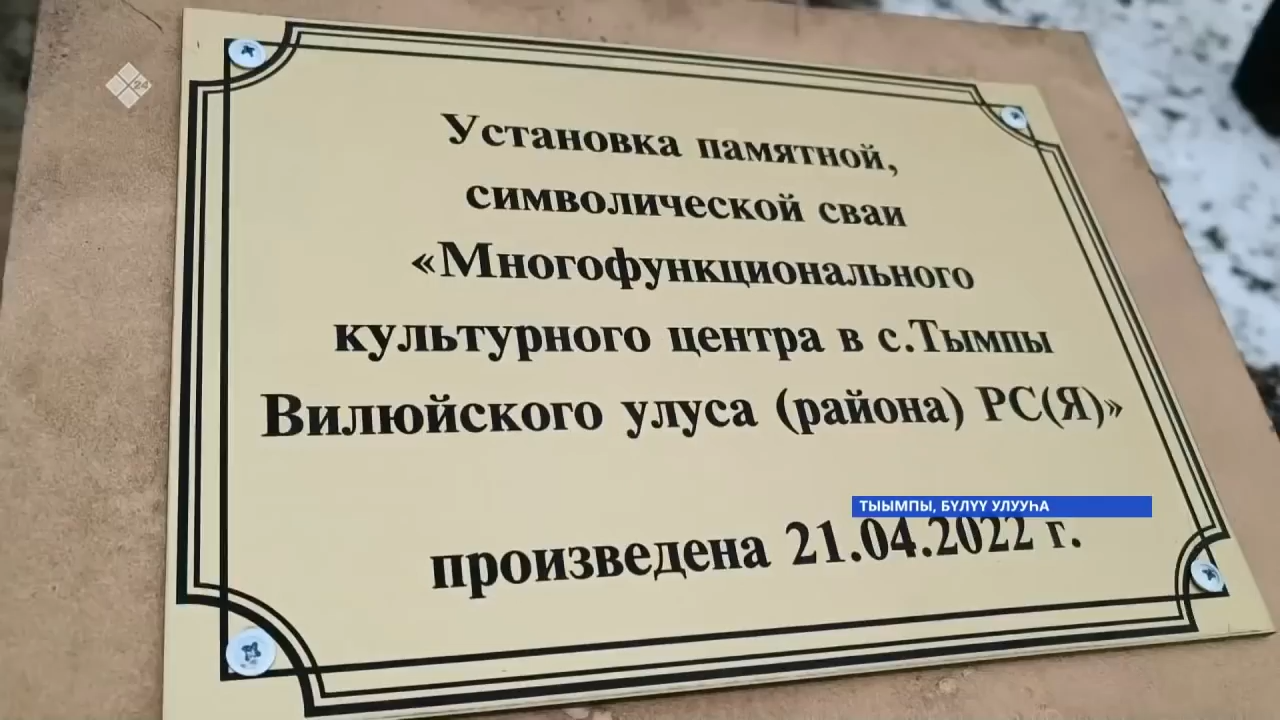 Установка памятной,
символической сваи
«Многофункционального
культурного центра в с.Тымпы
Вилюйского улуса (района) РС(Я)»
ТЫЫМПЫ, БҮЛҮҮ УЛУУҺА
произведена 21.04.2022 г.
24